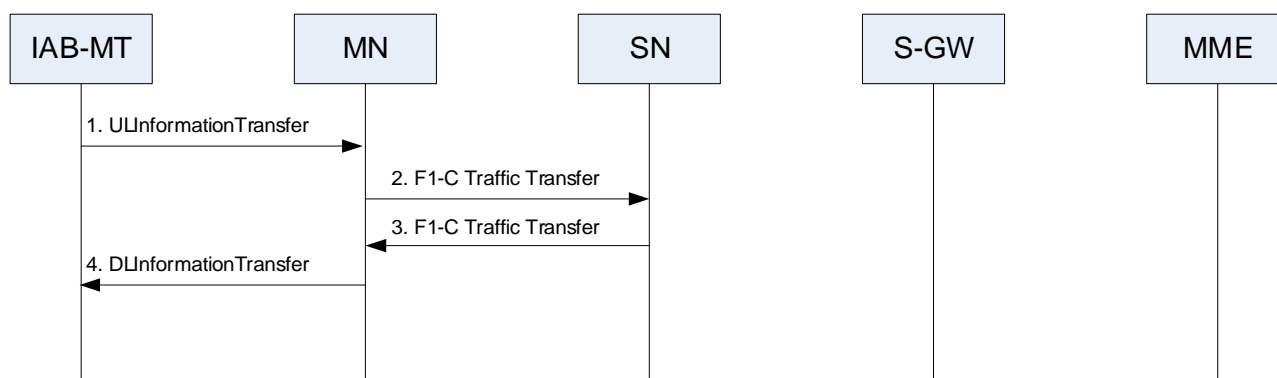 IAB-MT
MN
SN
S-GW
MME
1. ULInformationTransfer
2. F1-C Traffic Transfer
3. F1-C Traffic Transfer
4. DLInformationTransfer